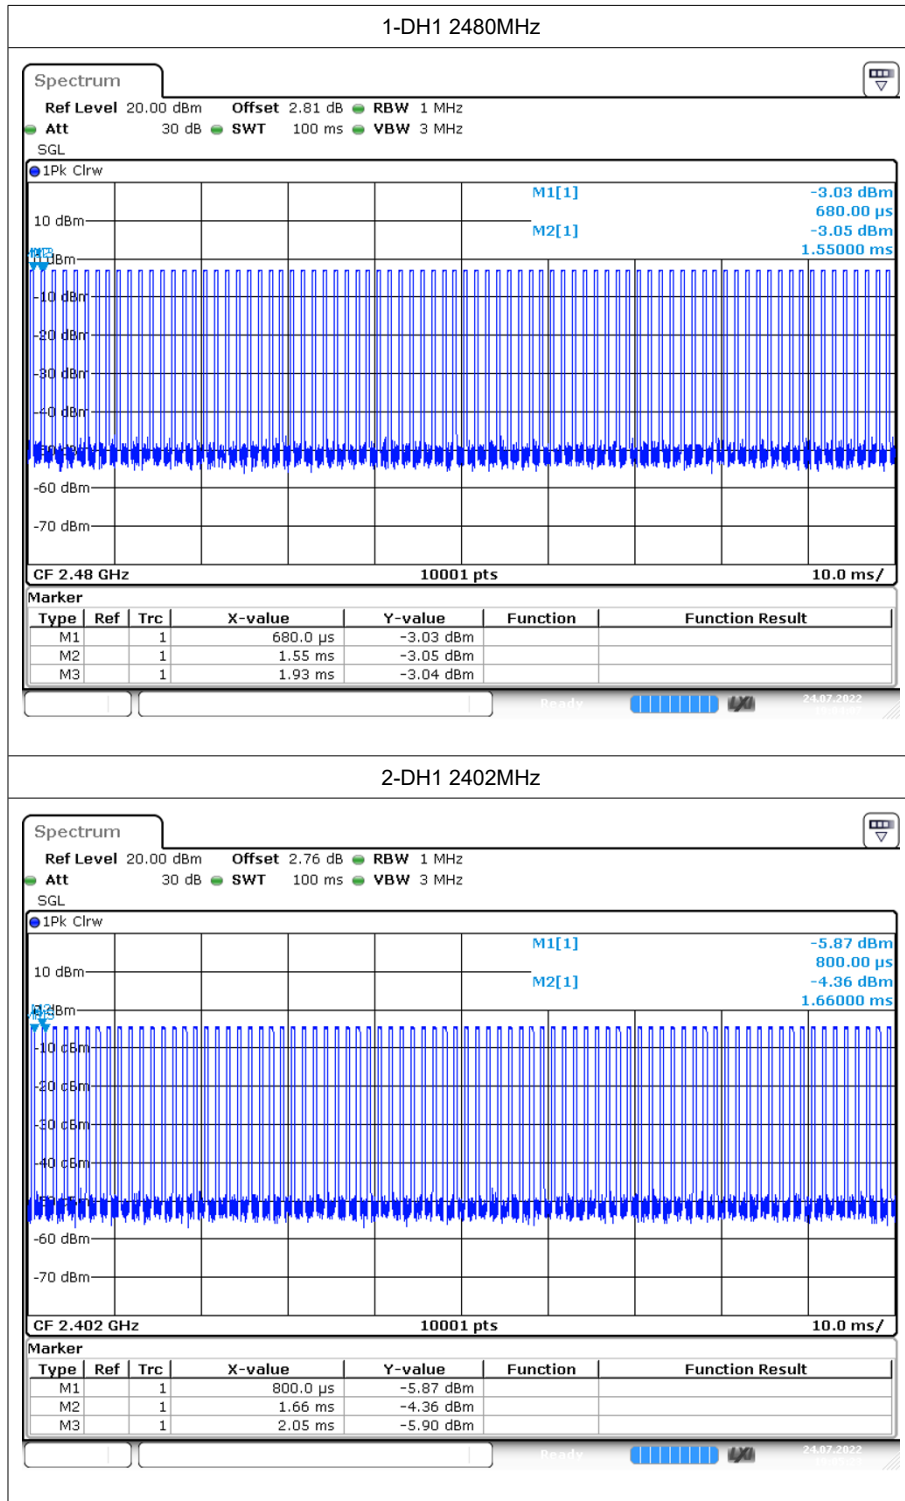 1-DH1 2480MHz
Spectrum
Ref Level 20.00 dBm Offset 2.81 dB RBW 1 MHz
Att 30 dB SWT 100 ms VBW 3 MHz
SGL
1Pk Clrw
M1[1] -3.03 dBm
680.00 µs
10 dBm
M2[1] -3.05 dBm
1.55000 ms
-10 dBm
-20 dBm
-30 dBm
-40 dBm
-60 dBm
-70 dBm
CF 2.48 GHz 10001 pts 10.0 ms/
Marker
Type Ref Trc X-value Y-value Function Function Result
M1 1 680.0 µs -3.03 dBm
M2 1 1.55 ms -3.05 dBm
M3 1 1.93 ms -3.04 dBm
Ready LXI 24.07.2022
2-DH1 2402MHz
Spectrum
Ref Level 20.00 dBm Offset 2.76 dB RBW 1 MHz
Att 30 dB SWT 100 ms VBW 3 MHz
SGL
1Pk Clrw
M1[1] -5.87 dBm
800.00 µs
10 dBm
M2[1] -4.36 dBm
1.66000 ms
-10 dBm
-20 dBm
-30 dBm
-40 dBm
-60 dBm
-70 dBm
CF 2.402 GHz 10001 pts 10.0 ms/
Marker
Type Ref Trc X-value Y-value Function Function Result
M1 1 800.0 µs -5.87 dBm
M2 1 1.66 ms -4.36 dBm
M3 1 2.05 ms -5.90 dBm
Ready LXI 24.07.2022